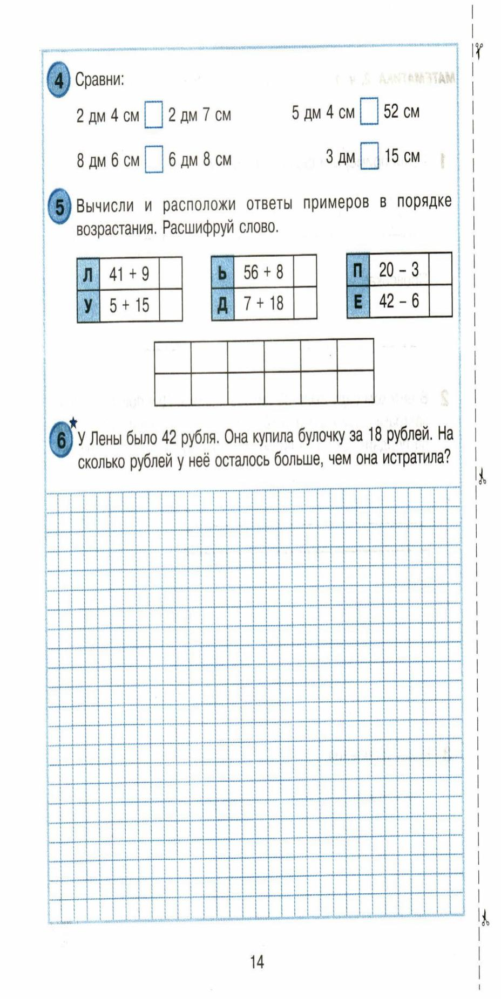 4 Сравни:
2 дм 4 см 2 дм 7 см 5 дм 4 см 52 см
8 дм 6 см 6 дм 8 см 3 дм 15 см
5 Вычисли и расположи ответы примеров в порядке
возрастания. Расшифруй слово.
Л 41 + 9 Ь 56 + 8 П 20 – 3
У 5 + 15 Д 7 + 18 Е 42 – 6
6 У Лены было 42 рубля. Она купила булочку за 18 рублей. На
сколько рублей у неё осталось больше, чем она истратила?
14